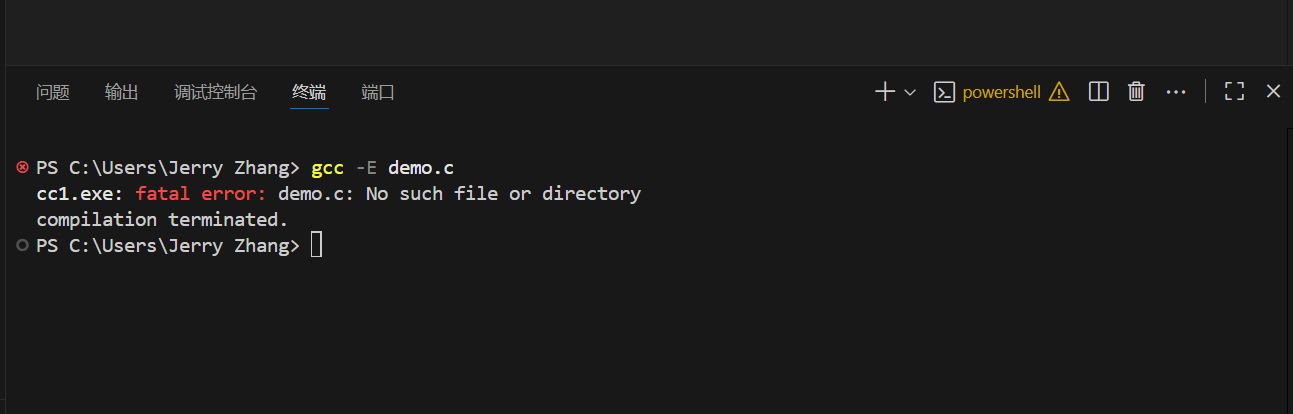 问题 输出 调试控制台 终端 端口 powershell
PS C:\Users\Jerry Zhang> gcc -E demo.c
cc1.exe: fatal error: demo.c: No such file or directory
compilation terminated.
PS C:\Users\Jerry Zhang>